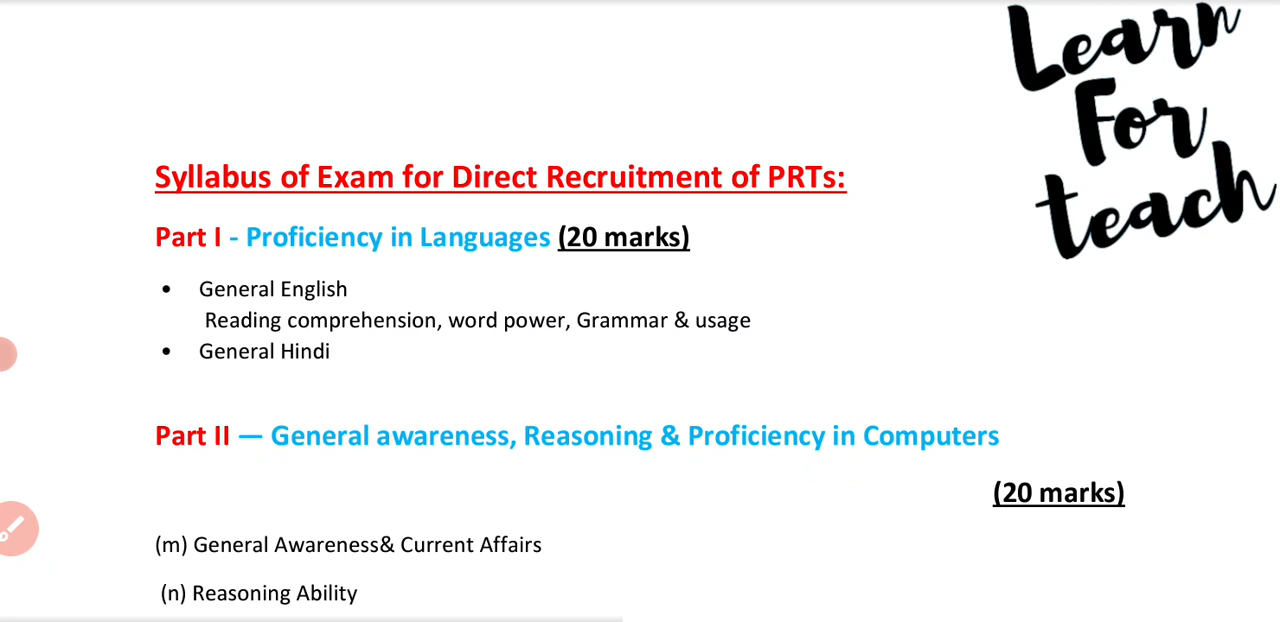 Learn
For
teach
Syllabus of Exam for Direct Recruitment of PRTs:
Part I - Proficiency in Languages (20 marks)
• General English
Reading comprehension, word power, Grammar & usage
• General Hindi
Part II — General awareness, Reasoning & Proficiency in Computers
(20 marks)
(m) General Awareness& Current Affairs
(n) Reasoning Ability